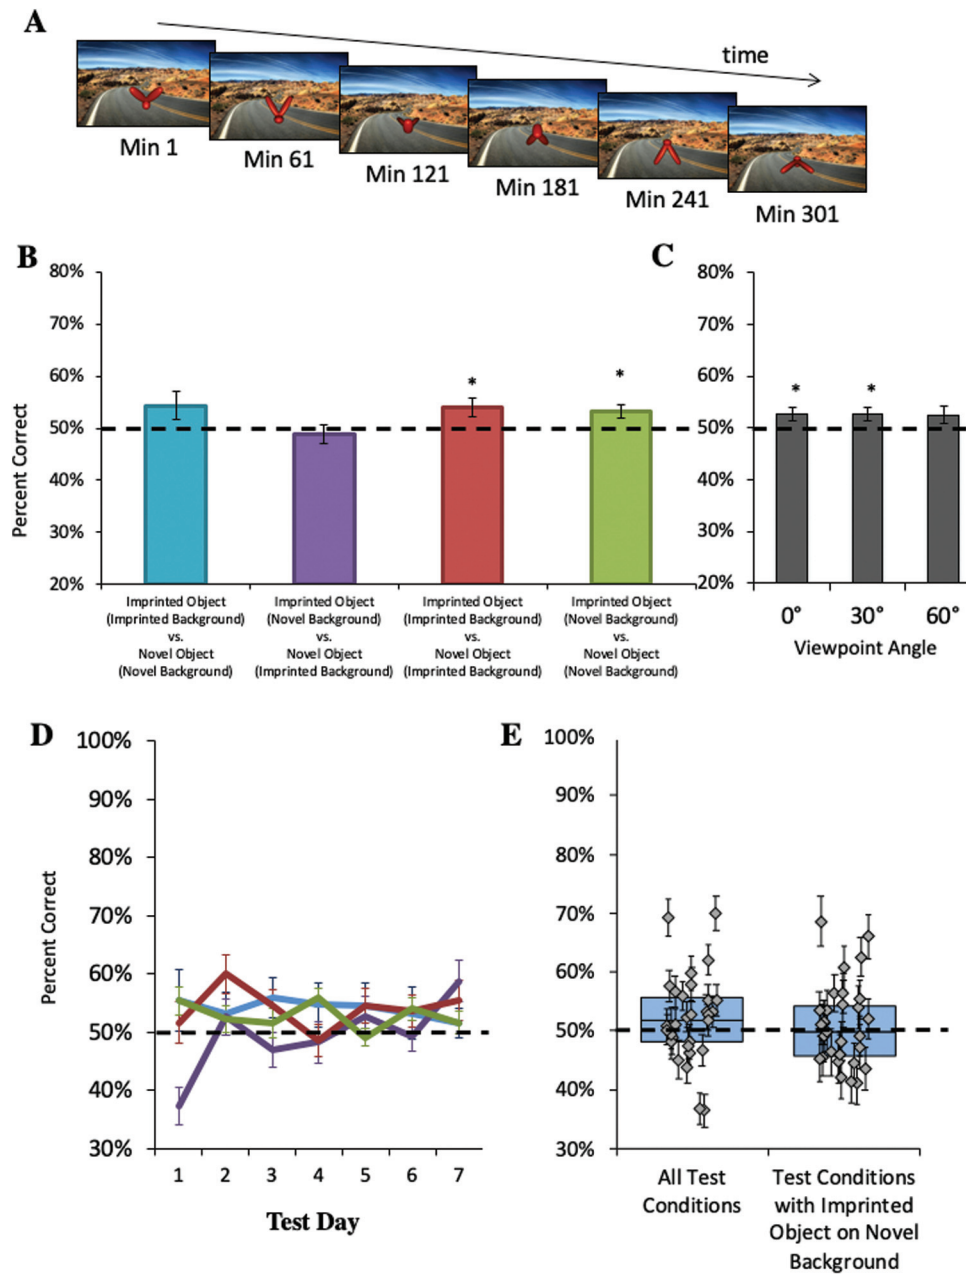 A
time
Min 1
Min 61
Min 121
Min 181
Min 241
Min 301
B
80%
70%
60%
50%
40%
30%
20%
Percent Correct
*
*
Imprinted Object
(Imprinted Background)
vs.
Novel Object
(Novel Background)
Imprinted Object
(Novel Background)
vs.
Novel Object
(Imprinted Background)
Imprinted Object
(Imprinted Background)
vs.
Novel Object
(Imprinted Background)
Imprinted Object
(Novel Background)
vs.
Novel Object
(Novel Background)
C
80%
70%
60%
50%
40%
30%
20%
*
*
0° 30° 60°
Viewpoint Angle
D
100%
90%
80%
70%
60%
50%
40%
30%
Percent Correct
1 2 3 4 5 6 7
Test Day
E
100%
90%
80%
70%
60%
50%
40%
30%
All Test
Conditions
Test Conditions
with Imprinted
Object on Novel
Background